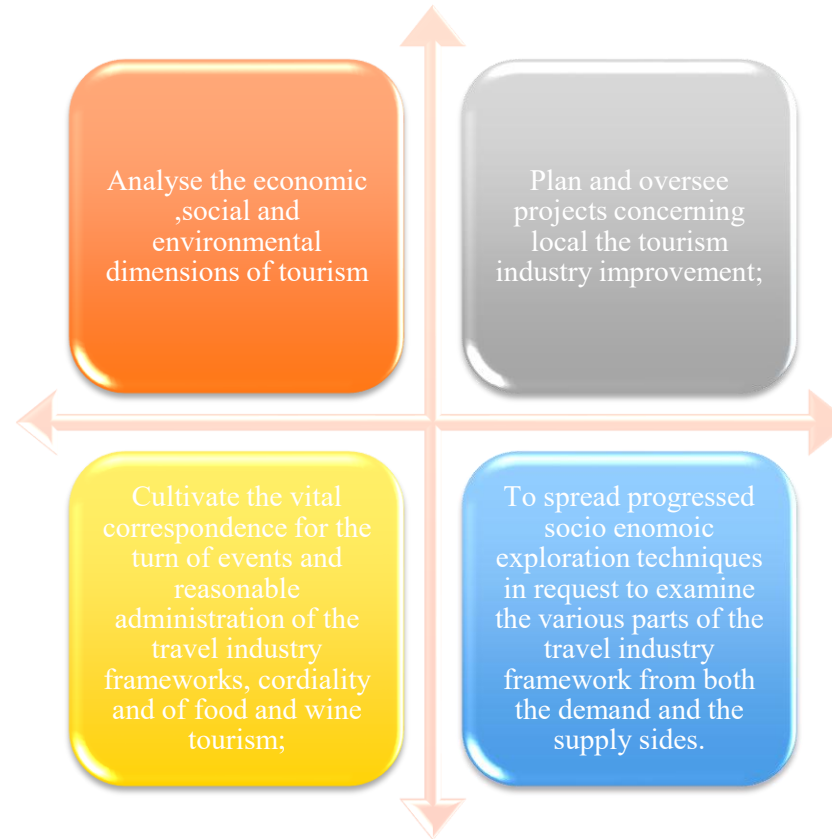 Analyse the economic
,social and
environmental
dimensions of tourism
Plan and oversee
projects concerning
local the tourism
industry improvement;
Cultivate the vital
correspondence for the
turn of events and
reasonable
administration of the
travel industry
frameworks, cordiality
and of food and wine
tourism;
To spread progressed
socio enomoic
exploration techniques
in request to examine
the various parts of the
travel industry
framework from both
the demand and the
supply sides.